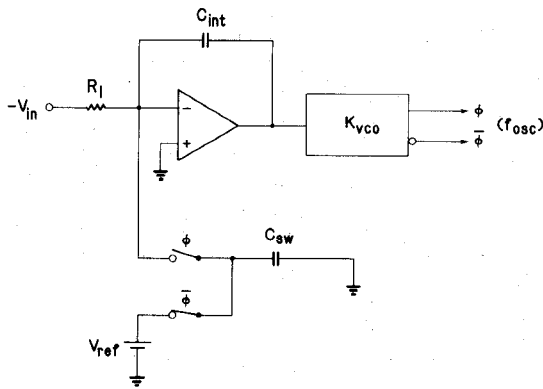 C_int
R_I
-V_in
−
+
K_VCO
ϕ
(f_osc)
ϕ̅
ϕ
C_sw
ϕ̅
V_ref